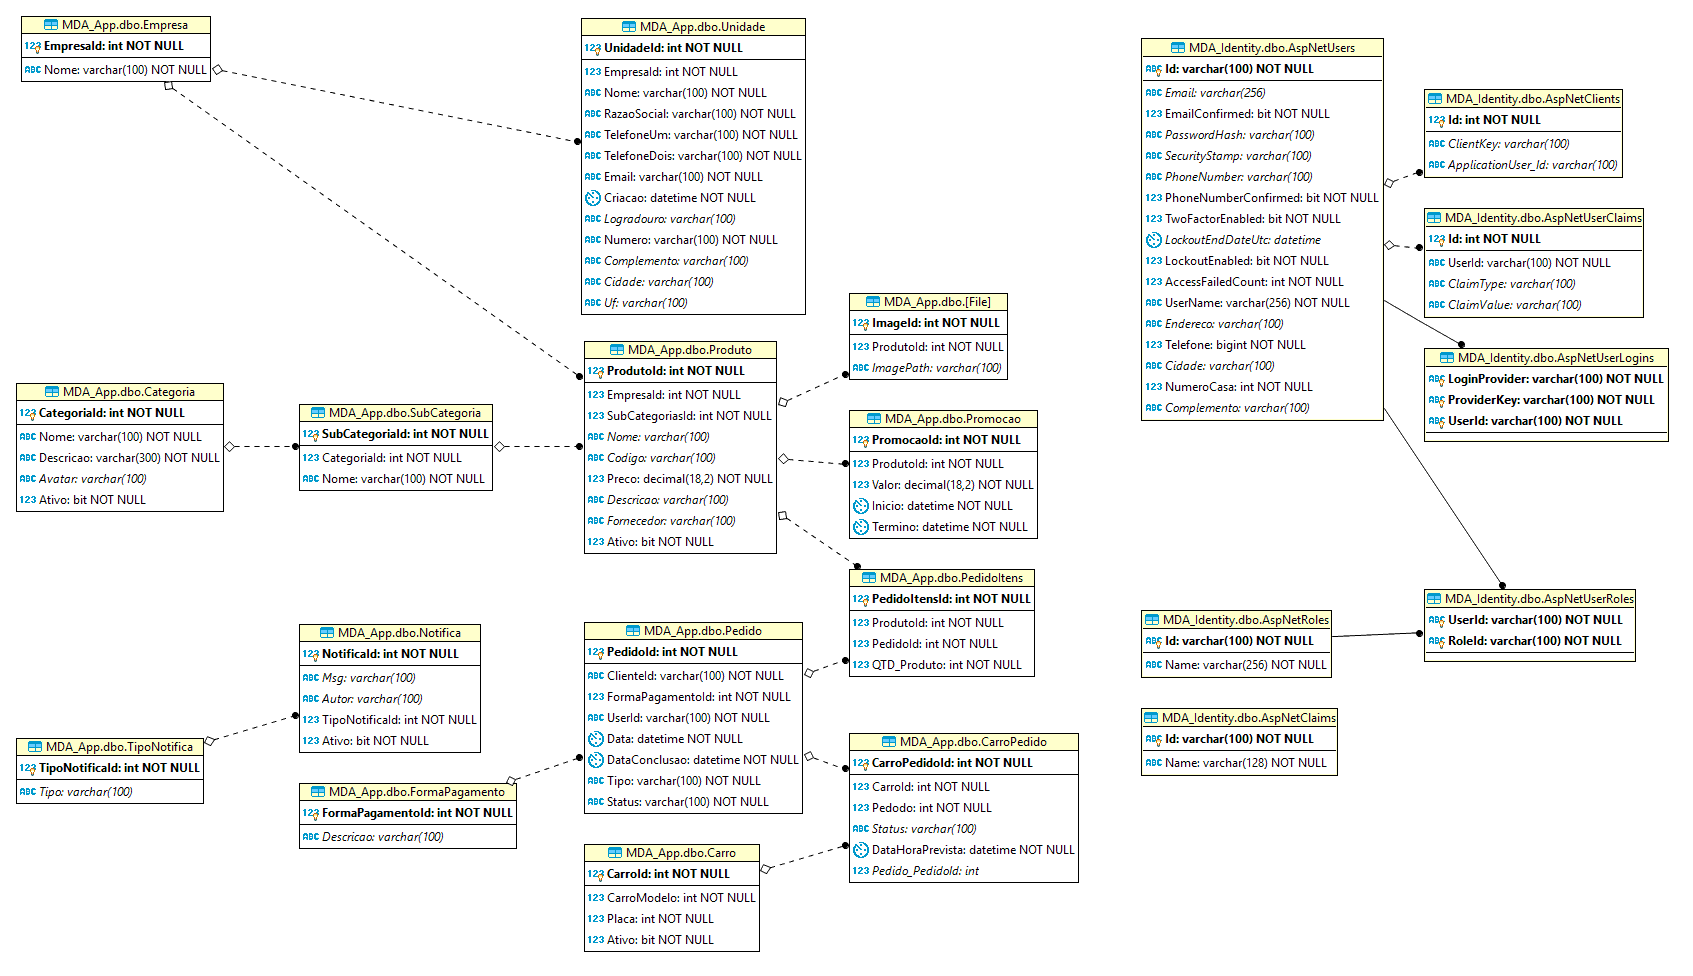 MDA_App.dbo.Empresa
123 EmpresaId: int NOT NULL
ABC Nome: varchar(100) NOT NULL
MDA_App.dbo.Unidade
123 UnidadeId: int NOT NULL
123 EmpresaId: int NOT NULL
ABC Nome: varchar(100) NOT NULL
ABC RazaoSocial: varchar(100) NOT NULL
ABC TelefoneUm: varchar(100) NOT NULL
ABC TelefoneDois: varchar(100) NOT NULL
ABC Email: varchar(100) NOT NULL
Criacao: datetime NOT NULL
ABC Logradouro: varchar(100)
ABC Numero: varchar(100) NOT NULL
ABC Complemento: varchar(100)
ABC Cidade: varchar(100)
ABC Uf: varchar(100)
MDA_App.dbo.Categoria
123 CategoriaId: int NOT NULL
ABC Nome: varchar(100) NOT NULL
ABC Descricao: varchar(300) NOT NULL
ABC Avatar: varchar(100)
123 Ativo: bit NOT NULL
MDA_App.dbo.SubCategoria
123 SubCategoriaId: int NOT NULL
123 CategoriaId: int NOT NULL
ABC Nome: varchar(100) NOT NULL
MDA_App.dbo.Produto
123 ProdutoId: int NOT NULL
123 EmpresaId: int NOT NULL
123 SubCategoriasId: int NOT NULL
ABC Nome: varchar(100)
ABC Codigo: varchar(100)
123 Preco: decimal(18,2) NOT NULL
ABC Descricao: varchar(100)
ABC Fornecedor: varchar(100)
123 Ativo: bit NOT NULL
MDA_App.dbo.[File]
123 ImageId: int NOT NULL
123 ProdutoId: int NOT NULL
ABC ImagePath: varchar(100)
MDA_App.dbo.Promocao
123 PromocaoId: int NOT NULL
123 ProdutoId: int NOT NULL
123 Valor: decimal(18,2) NOT NULL
Inicio: datetime NOT NULL
Termino: datetime NOT NULL
MDA_App.dbo.PedidoItens
123 PedidoItensId: int NOT NULL
123 ProdutoId: int NOT NULL
123 PedidoId: int NOT NULL
123 QTD_Produto: int NOT NULL
MDA_App.dbo.Notifica
123 NotificaId: int NOT NULL
ABC Msg: varchar(100)
ABC Autor: varchar(100)
123 TipoNotificaId: int NOT NULL
123 Ativo: bit NOT NULL
MDA_App.dbo.TipoNotifica
123 TipoNotificaId: int NOT NULL
ABC Tipo: varchar(100)
MDA_App.dbo.FormaPagamento
123 FormaPagamentoId: int NOT NULL
ABC Descricao: varchar(100)
MDA_App.dbo.Pedido
123 PedidoId: int NOT NULL
ABC ClienteId: varchar(100) NOT NULL
123 FormaPagamentoId: int NOT NULL
ABC UserId: varchar(100) NOT NULL
Data: datetime NOT NULL
DataConclusao: datetime NOT NULL
ABC Tipo: varchar(100) NOT NULL
ABC Status: varchar(100) NOT NULL
MDA_App.dbo.Carro
123 CarroId: int NOT NULL
123 CarroModelo: int NOT NULL
123 Placa: int NOT NULL
123 Ativo: bit NOT NULL
MDA_App.dbo.CarroPedido
123 CarroPedidoId: int NOT NULL
123 CarroId: int NOT NULL
123 Pedodo: int NOT NULL
ABC Status: varchar(100)
DataHoraPrevista: datetime NOT NULL
123 Pedido_PedidoId: int
MDA_Identity.dbo.AspNetUsers
ABC Id: varchar(100) NOT NULL
ABC Email: varchar(256)
123 EmailConfirmed: bit NOT NULL
ABC PasswordHash: varchar(100)
ABC SecurityStamp: varchar(100)
ABC PhoneNumber: varchar(100)
123 PhoneNumberConfirmed: bit NOT NULL
123 TwoFactorEnabled: bit NOT NULL
LockoutEndDateUtc: datetime
123 LockoutEnabled: bit NOT NULL
123 AccessFailedCount: int NOT NULL
ABC UserName: varchar(256) NOT NULL
ABC Endereco: varchar(100)
123 Telefone: bigint NOT NULL
ABC Cidade: varchar(100)
123 NumeroCasa: int NOT NULL
ABC Complemento: varchar(100)
MDA_Identity.dbo.AspNetClients
123 Id: int NOT NULL
ABC ClientKey: varchar(100)
ABC ApplicationUser_Id: varchar(100)
MDA_Identity.dbo.AspNetUserClaims
123 Id: int NOT NULL
ABC UserId: varchar(100) NOT NULL
ABC ClaimType: varchar(100)
ABC ClaimValue: varchar(100)
MDA_Identity.dbo.AspNetUserLogins
ABC LoginProvider: varchar(100) NOT NULL
ABC ProviderKey: varchar(100) NOT NULL
ABC UserId: varchar(100) NOT NULL
MDA_Identity.dbo.AspNetRoles
ABC Id: varchar(100) NOT NULL
ABC Name: varchar(256) NOT NULL
MDA_Identity.dbo.AspNetUserRoles
ABC UserId: varchar(100) NOT NULL
ABC RoleId: varchar(100) NOT NULL
MDA_Identity.dbo.AspNetClaims
ABC Id: varchar(100) NOT NULL
ABC Name: varchar(128) NOT NULL